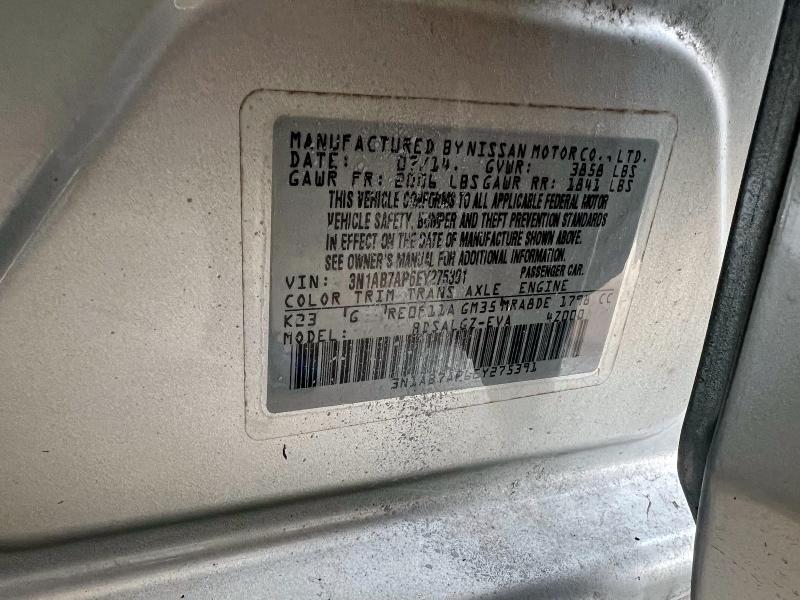 MANUFACTURED BY NISSAN MOTOR CO., LTD.
DATE: 07/14. GVWR: 3858 LBS
GAWR FR: 2006 LBS GAWR RR: 1841 LBS
THIS VEHICLE CONFORMS TO ALL APPLICABLE FEDERAL MOTOR
VEHICLE SAFETY, BUMPER AND THEFT PREVENTION STANDARDS
IN EFFECT ON THE DATE OF MANUFACTURE SHOWN ABOVE.
SEE OWNER'S MANUAL FOR ADDITIONAL INFORMATION.
VIN: 3N1AB7AP6EY275391 PASSENGER CAR.
COLOR TRIM TRANS AXLE ENGINE
K23 G RE0F11A GM35 MRA8DE 1798 CC
MODEL: BDSALGZ-EVA 4Z000
3N1AB7AP6EY275391